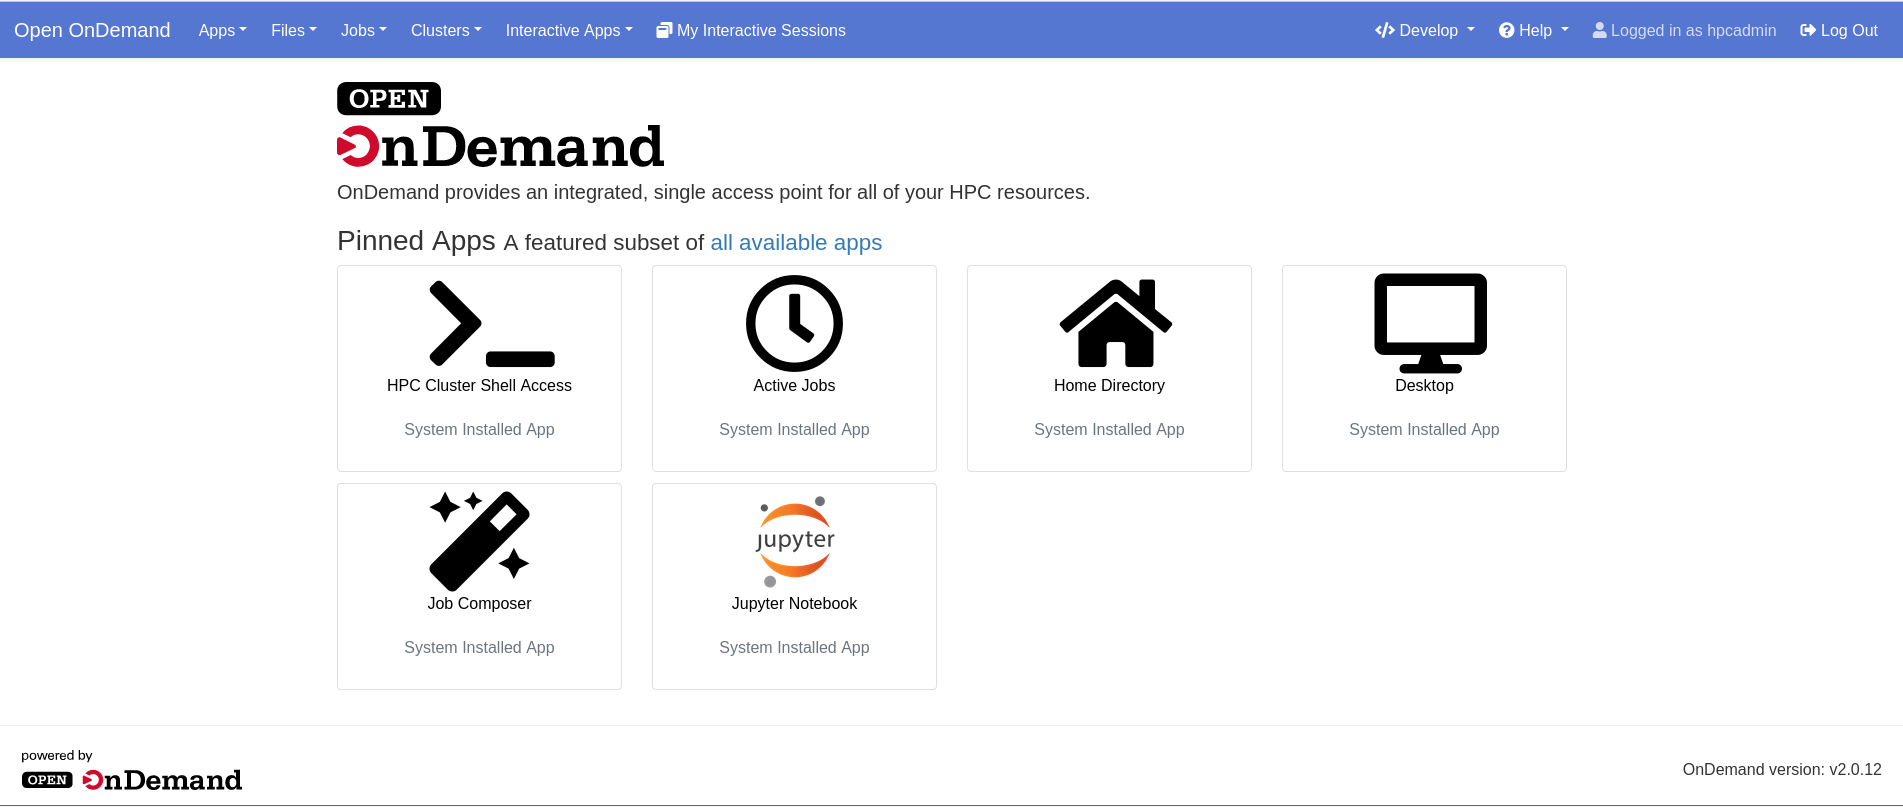 Open OnDemand Apps Files Jobs Clusters Interactive Apps My Interactive Sessions Develop Help Logged in as hpcadmin Log Out
OPEN
OnDemand
OnDemand provides an integrated, single access point for all of your HPC resources.
Pinned Apps A featured subset of all available apps
HPC Cluster Shell Access
System Installed App
Active Jobs
System Installed App
Home Directory
System Installed App
Desktop
System Installed App
Job Composer
System Installed App
jupyter
Jupyter Notebook
System Installed App
powered by
OPEN OnDemand
OnDemand version: v2.0.12